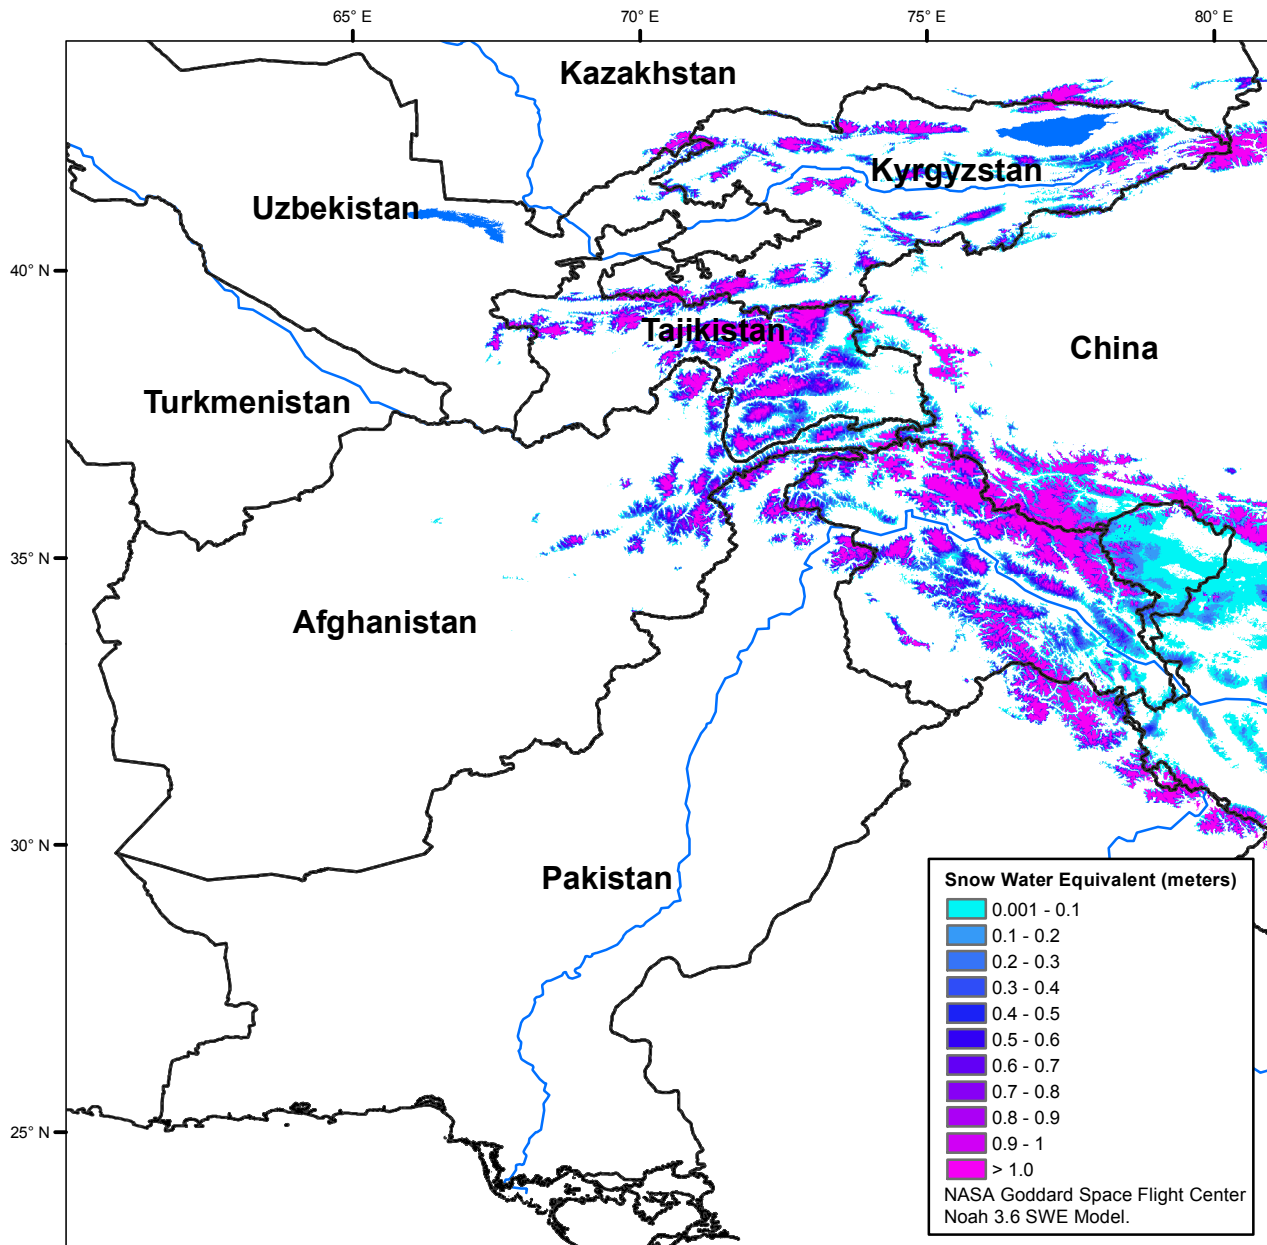 65° E
70° E
75° E
80° E
Kazakhstan
Kyrgyzstan
Uzbekistan
40° N
Tajikistan
China
Turkmenistan
35° N
Afghanistan
30° N
Pakistan
25° N
Snow Water Equivalent (meters)
0.001 - 0.1
0.1 - 0.2
0.2 - 0.3
0.3 - 0.4
0.4 - 0.5
0.5 - 0.6
0.6 - 0.7
0.7 - 0.8
0.8 - 0.9
0.9 - 1
> 1.0
NASA Goddard Space Flight Center
Noah 3.6 SWE Model.